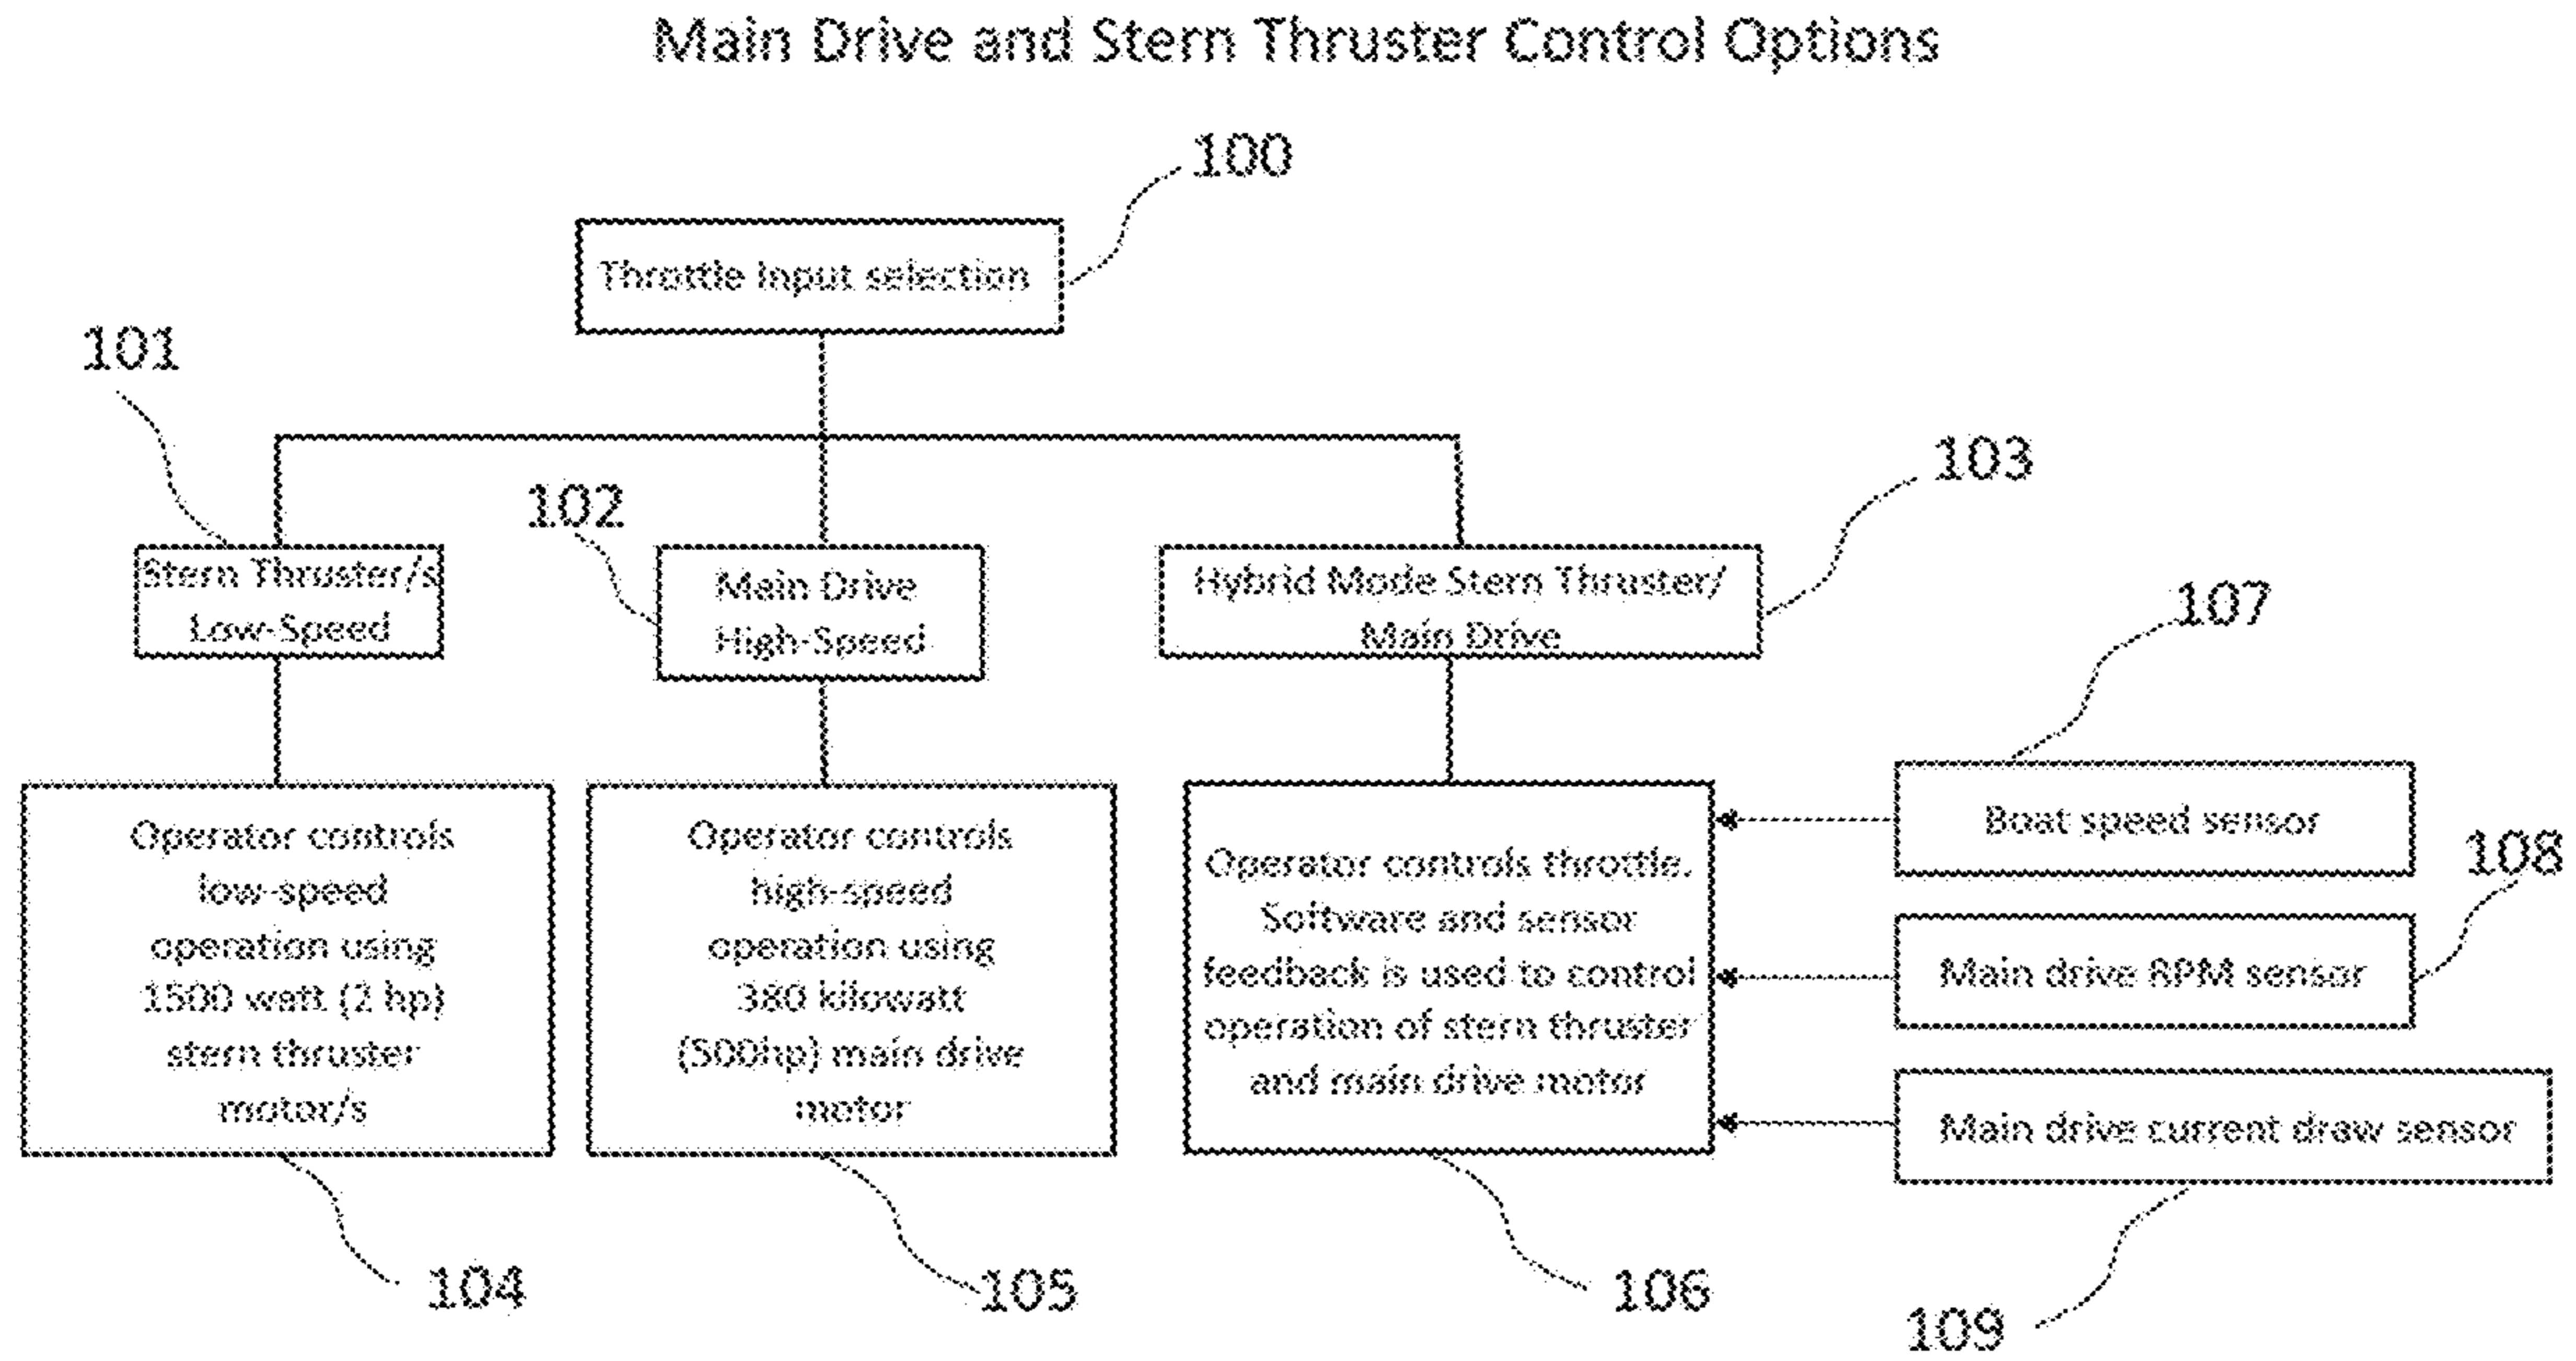 Main Drive and Stern Thruster Control Options
100
Throttle Input selection
101
102
103
Stern Thruster/s
Low-Speed
Main Drive
High-Speed
Hybrid Mode Stern Thruster/
Main Drive
107
Operator controls
low-speed
operation using
1500 watt (2 hp)
stern thruster
motor/s
Operator controls
high-speed
operation using
380 kilowatt
(500hp) main drive
motor
Operator controls throttle.
Software and sensor
feedback is used to control
operation of stern thruster
and main drive motor
Boat speed sensor
108
Main drive RPM sensor
Main drive current draw sensor
104
105
106
109